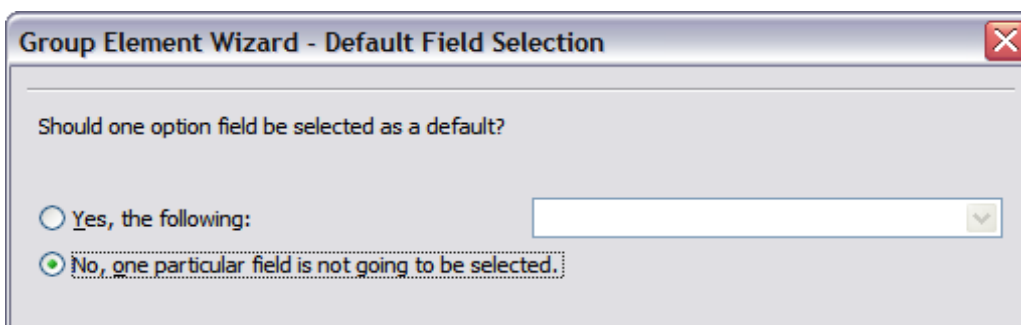 Group Element Wizard - Default Field Selection
Should one option field be selected as a default?
Yes, the following:
No, one particular field is not going to be selected.